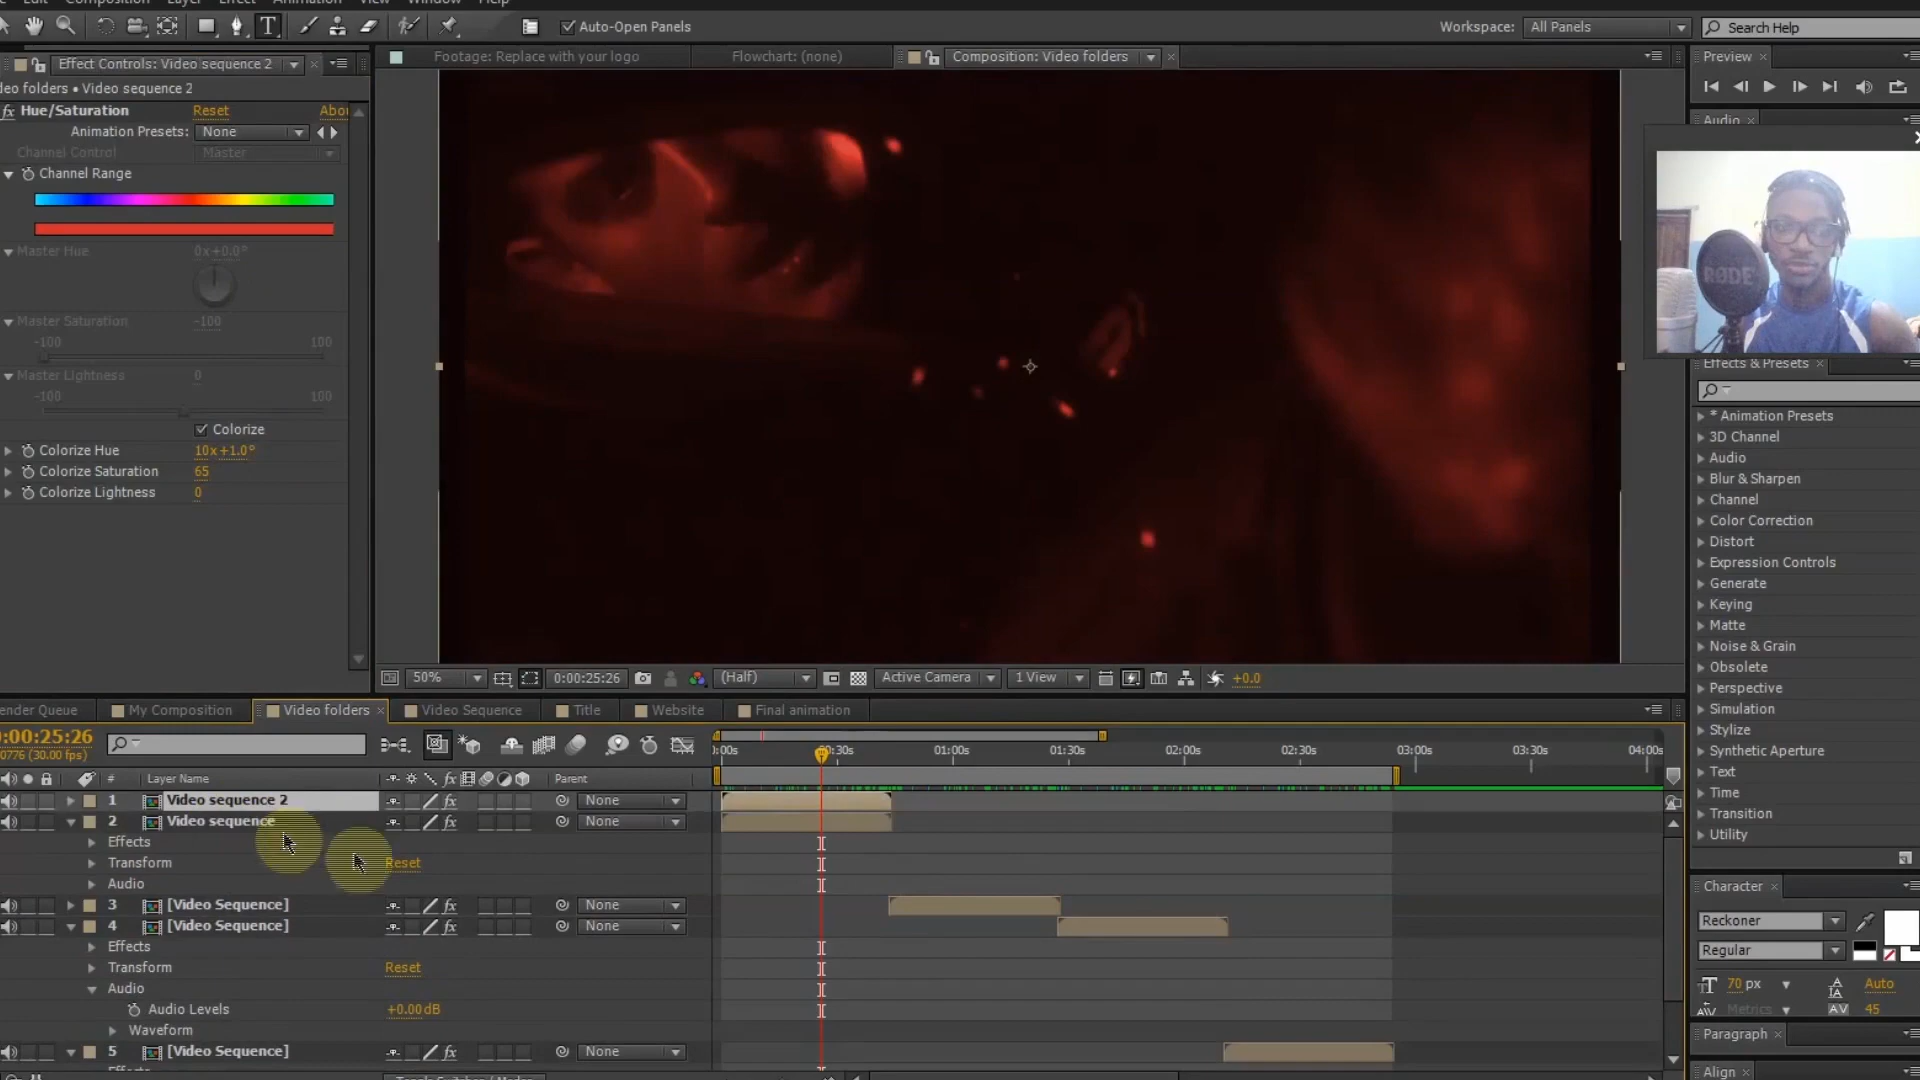 Edit Composition Layer Effect Animation View Window Help
T Auto-Open Panels Workspace: All Panels Search Help
Effect Controls: Video sequence 2 Footage: Replace with your logo Flowchart: (none) Composition: Video folders Preview
deo folders • Video sequence 2
fx Hue/Saturation Reset Abou
Animation Presets: None
Channel Control Master
Channel Range
Master Hue 0x+0.0°
Master Saturation -100
-100 100
Master Lightness 0
-100 100
Colorize
Colorize Hue 10x+1.0°
Colorize Saturation 65
Colorize Lightness 0
Audio
RØDE
Effects & Presets
* Animation Presets
3D Channel
Audio
Blur & Sharpen
Channel
Color Correction
Distort
Expression Controls
Generate
Keying
Matte
Noise & Grain
Obsolete
Perspective
Simulation
Stylize
Synthetic Aperture
Text
Time
Transition
Utility
50% 0:00:25:26 (Half) Active Camera 1 View +0.0
ender Queue My Composition Video folders Video Sequence Title Website Final animation
0:00:25:26
0776 (30.00 fps)
:00s 0:30s 01:00s 01:30s 02:00s 02:30s 03:00s 03:30s 04:00s
# Layer Name fx Parent
1 Video sequence 2 fx None
2 Video sequence fx None
Effects
Transform Reset
Audio
3 [Video Sequence] fx None
4 [Video Sequence] fx None
Effects
Transform Reset
Audio
Audio Levels +0.00dB
Waveform
5 [Video Sequence] fx None
Character
Reckoner
Regular
70 px Auto
Metrics AV 45
Paragraph
Align